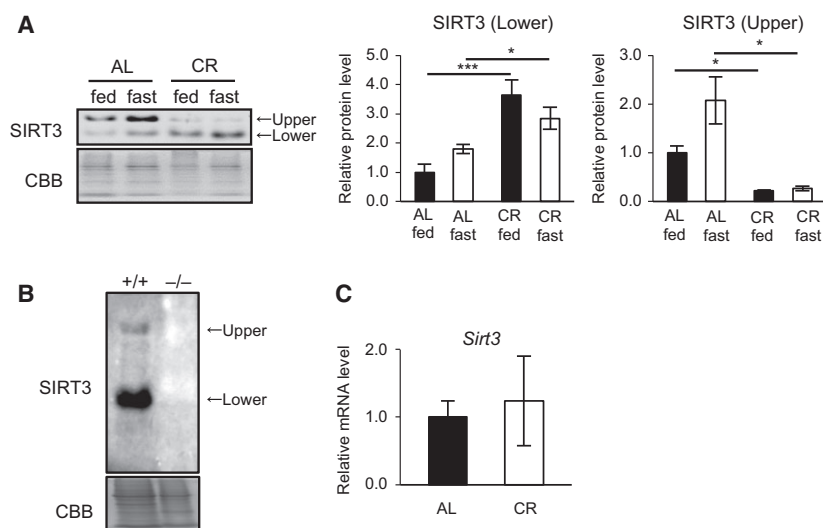 A
AL CR
fed fast fed fast
SIRT3
←Upper
←Lower
CBB
SIRT3 (Lower)
Relative protein level
5.0
4.0
3.0
2.0
1.0
0.0
***
*
AL fed
AL fast
CR fed
CR fast
SIRT3 (Upper)
Relative protein level
3.0
2.0
1.0
0.0
*
*
AL fed
AL fast
CR fed
CR fast
B
+/+ –/–
SIRT3
←Upper
←Lower
CBB
C
Sirt3
Relative mRNA level
2.0
1.0
0.0
AL
CR